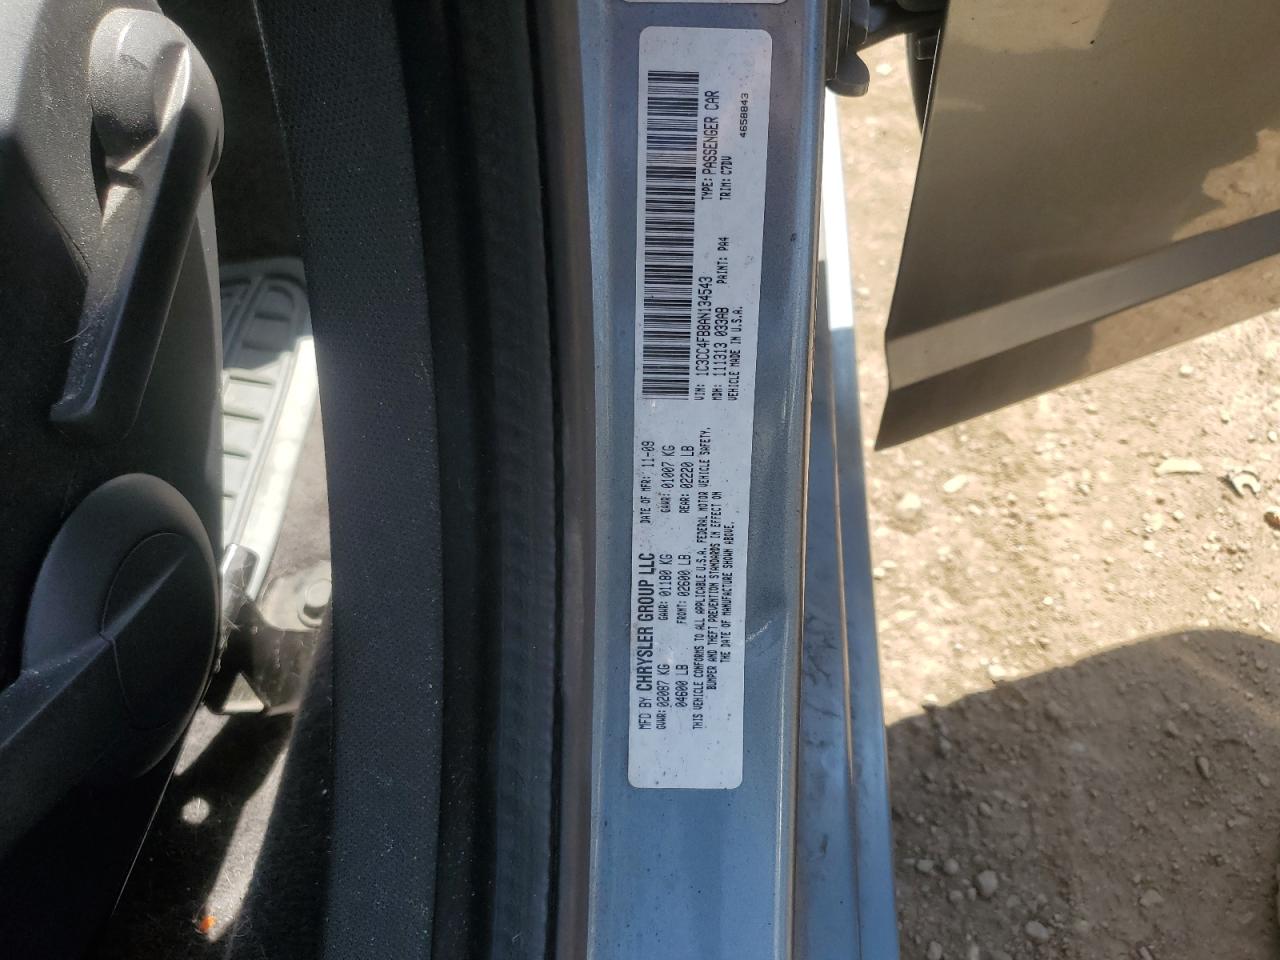 MFD BY CHRYSLER GROUP LLC DATE OF MFR: 11-09
GVWR: 02087 KG GAWR: 01180 KG GAWR: 01007 KG
04600 LB FRONT: 02600 LB REAR: 02220 LB
THIS VEHICLE CONFORMS TO ALL APPLICABLE U.S.A. FEDERAL MOTOR VEHICLE SAFETY,
BUMPER AND THEFT PREVENTION STANDARDS IN EFFECT ON
THE DATE OF MANUFACTURE SHOWN ABOVE.
VIN: 1C3CC4FB8AN134543 TYPE: PASSENGER CAR
MDH: 111313 033AB PAINT: PA4 TRIM: C7DV
VEHICLE MADE IN U.S.A.
4658843